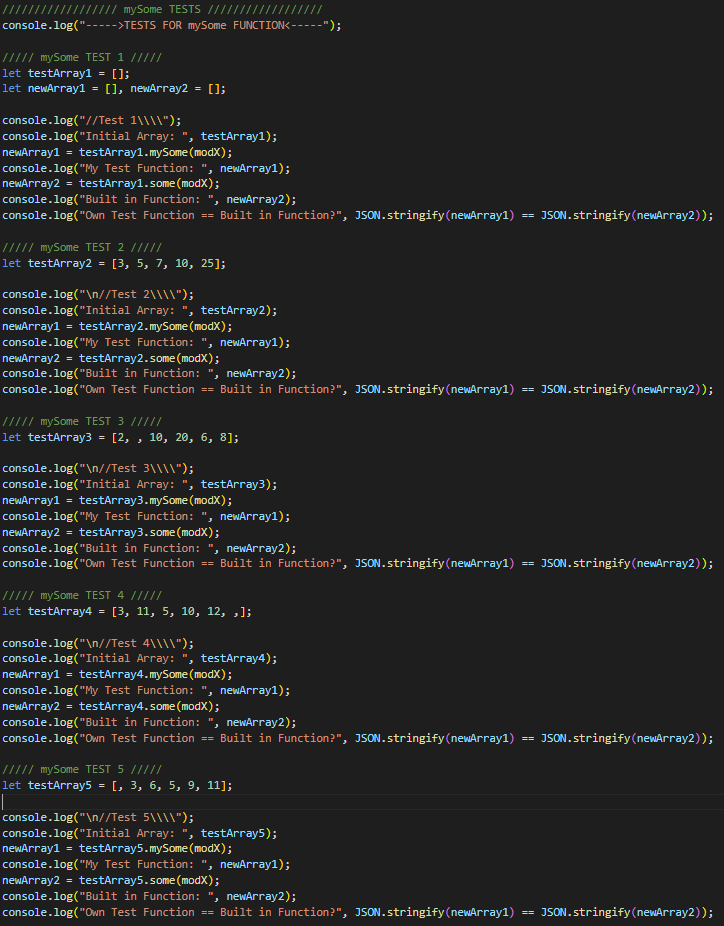 ////////////////// mySome TESTS //////////////////
console.log("----->TESTS FOR mySome FUNCTION<-----");
///// mySome TEST 1 /////
let testArray1 = [];
let newArray1 = [], newArray2 = [];
console.log("//Test 1\\\\");
console.log("Initial Array: ", testArray1);
newArray1 = testArray1.mySome(modX);
console.log("My Test Function: ", newArray1);
newArray2 = testArray1.some(modX);
console.log("Built in Function: ", newArray2);
console.log("Own Test Function == Built in Function?", JSON.stringify(newArray1) == JSON.stringify(newArray2));
///// mySome TEST 2 /////
let testArray2 = [3, 5, 7, 10, 25];
console.log("\n//Test 2\\\\");
console.log("Initial Array: ", testArray2);
newArray1 = testArray2.mySome(modX);
console.log("My Test Function: ", newArray1);
newArray2 = testArray2.some(modX);
console.log("Built in Function: ", newArray2);
console.log("Own Test Function == Built in Function?", JSON.stringify(newArray1) == JSON.stringify(newArray2));
///// mySome TEST 3 /////
let testArray3 = [2, , 10, 20, 6, 8];
console.log("\n//Test 3\\\\");
console.log("Initial Array: ", testArray3);
newArray1 = testArray3.mySome(modX);
console.log("My Test Function: ", newArray1);
newArray2 = testArray3.some(modX);
console.log("Built in Function: ", newArray2);
console.log("Own Test Function == Built in Function?", JSON.stringify(newArray1) == JSON.stringify(newArray2));
///// mySome TEST 4 /////
let testArray4 = [3, 11, 5, 10, 12, ,];
console.log("\n//Test 4\\\\");
console.log("Initial Array: ", testArray4);
newArray1 = testArray4.mySome(modX);
console.log("My Test Function: ", newArray1);
newArray2 = testArray4.some(modX);
console.log("Built in Function: ", newArray2);
console.log("Own Test Function == Built in Function?", JSON.stringify(newArray1) == JSON.stringify(newArray2));
///// mySome TEST 5 /////
let testArray5 = [, 3, 6, 5, 9, 11];
console.log("\n//Test 5\\\\");
console.log("Initial Array: ", testArray5);
newArray1 = testArray5.mySome(modX);
console.log("My Test Function: ", newArray1);
newArray2 = testArray5.some(modX);
console.log("Built in Function: ", newArray2);
console.log("Own Test Function == Built in Function?", JSON.stringify(newArray1) == JSON.stringify(newArray2));